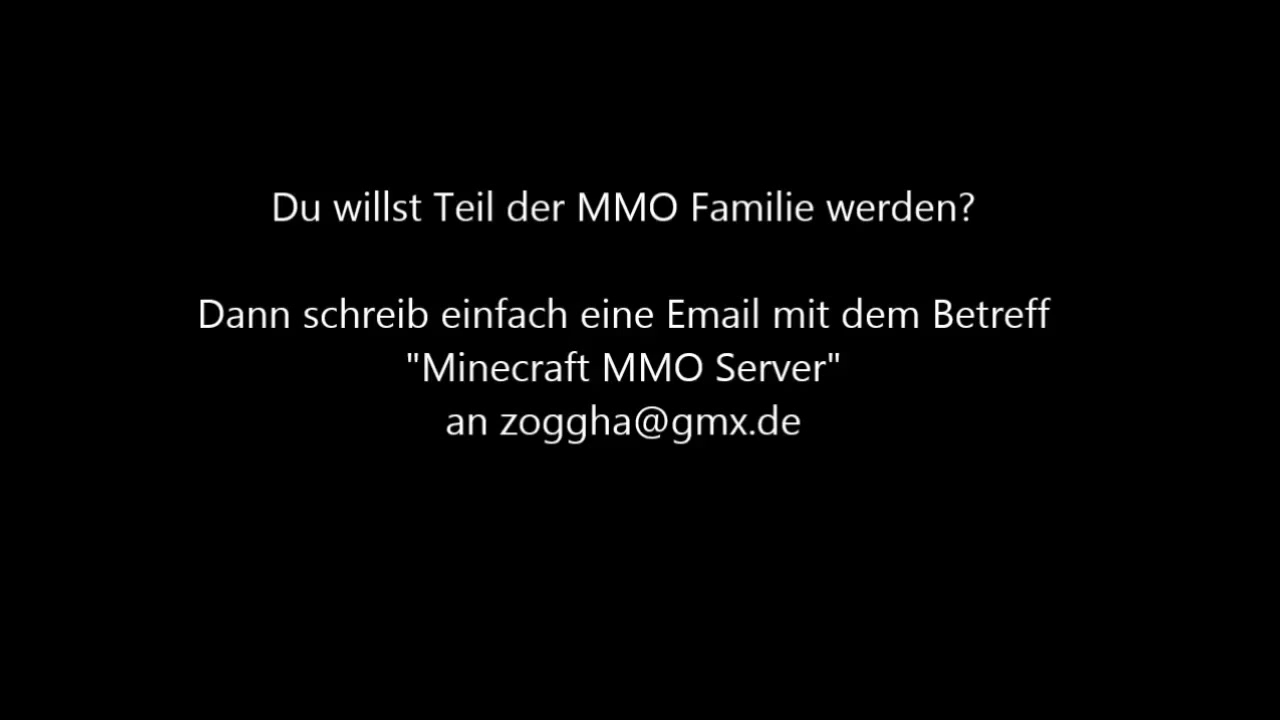 Du willst Teil der MMO Familie werden?
Dann schreib einfach eine Email mit dem Betreff
"Minecraft MMO Server"
an zoggha@gmx.de